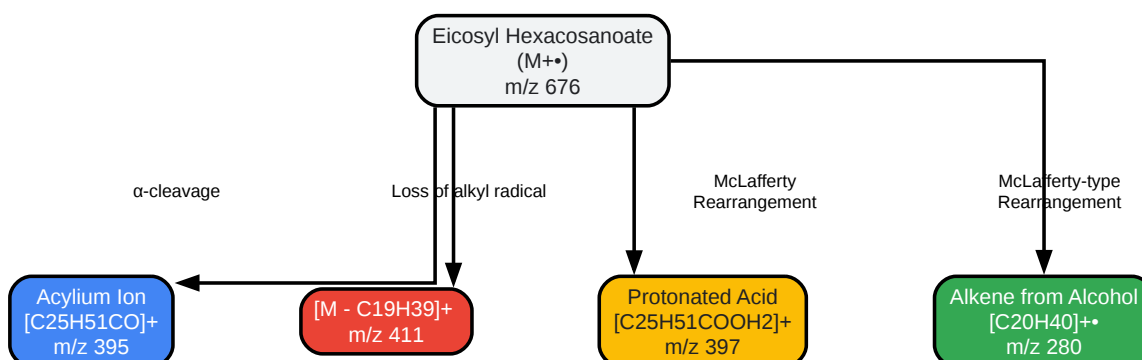 Eicosyl Hexacosanoate
(M+•)
m/z 676
α-cleavage
Loss of alkyl radical
McLafferty
Rearrangement
McLafferty-type
Rearrangement
Acylium Ion
[C25H51CO]+
m/z 395
[M - C19H39]+
m/z 411
Protonated Acid
[C25H51COOH2]+
m/z 397
Alkene from Alcohol
[C20H40]+•
m/z 280